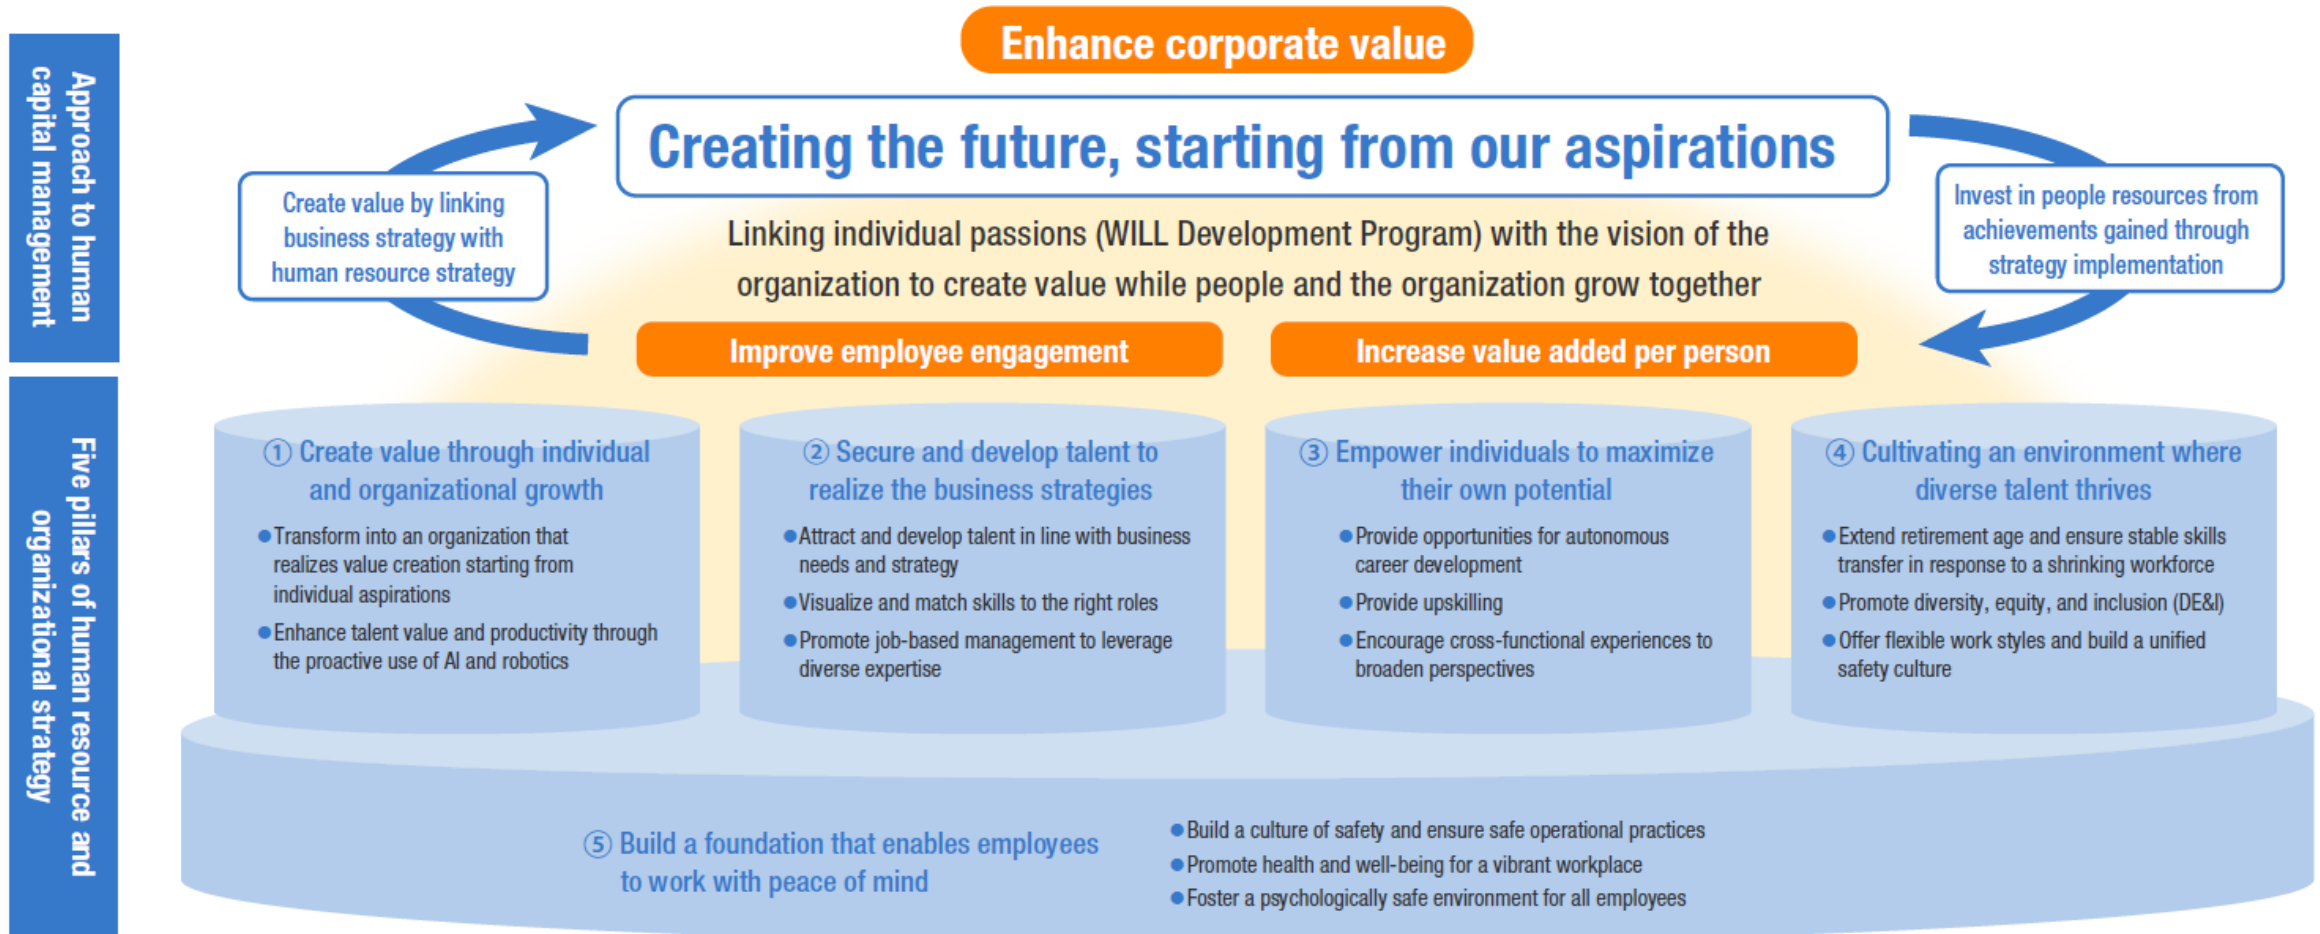 Approach to human
capital management
Enhance corporate value
Creating the future, starting from our aspirations
Create value by linking
business strategy with
human resource strategy
Linking individual passions (WILL Development Program) with the vision of the
organization to create value while people and the organization grow together
Invest in people resources from
achievements gained through
strategy implementation
Improve employee engagement
Increase value added per person
Five pillars of human resource and
organizational strategy
① Create value through individual
and organizational growth
●Transform into an organization that
realizes value creation starting from
individual aspirations
●Enhance talent value and productivity through
the proactive use of AI and robotics
② Secure and develop talent to
realize the business strategies
●Attract and develop talent in line with business
needs and strategy
●Visualize and match skills to the right roles
●Promote job-based management to leverage
diverse expertise
③ Empower individuals to maximize
their own potential
●Provide opportunities for autonomous
career development
●Provide upskilling
●Encourage cross-functional experiences to
broaden perspectives
④ Cultivating an environment where
diverse talent thrives
●Extend retirement age and ensure stable skills
transfer in response to a shrinking workforce
●Promote diversity, equity, and inclusion (DE&I)
●Offer flexible work styles and build a unified
safety culture
⑤ Build a foundation that enables employees
to work with peace of mind
●Build a culture of safety and ensure safe operational practices
●Promote health and well-being for a vibrant workplace
●Foster a psychologically safe environment for all employees